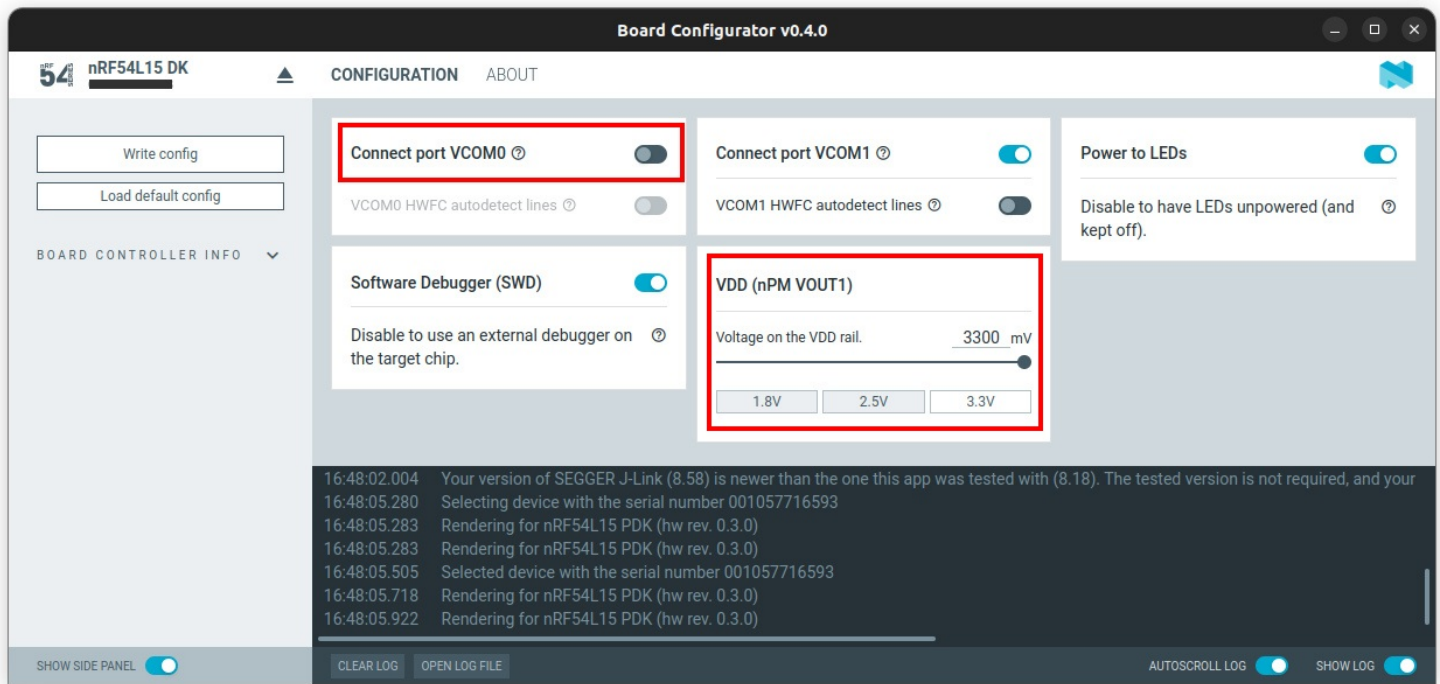 Board Configurator v0.4.0
nRF54L15 DK
CONFIGURATION
ABOUT
Write config
Load default config
BOARD CONTROLLER INFO
Connect port VCOM0
VCOM0 HWFC autodetect lines
Connect port VCOM1
VCOM1 HWFC autodetect lines
Power to LEDs
Disable to have LEDs unpowered (and
kept off).
Software Debugger (SWD)
Disable to use an external debugger on
the target chip.
VDD (nPM VOUT1)
Voltage on the VDD rail.
3300 mV
1.8V
2.5V
3.3V
16:48:02.004 Your version of SEGGER J-Link (8.58) is newer than the one this app was tested with (8.18). The tested version is not required, and your
16:48:05.280 Selecting device with the serial number 001057716593
16:48:05.283 Rendering for nRF54L15 PDK (hw rev. 0.3.0)
16:48:05.283 Rendering for nRF54L15 PDK (hw rev. 0.3.0)
16:48:05.505 Selected device with the serial number 001057716593
16:48:05.718 Rendering for nRF54L15 PDK (hw rev. 0.3.0)
16:48:05.922 Rendering for nRF54L15 PDK (hw rev. 0.3.0)
SHOW SIDE PANEL
CLEAR LOG
OPEN LOG FILE
AUTOSCROLL LOG
SHOW LOG